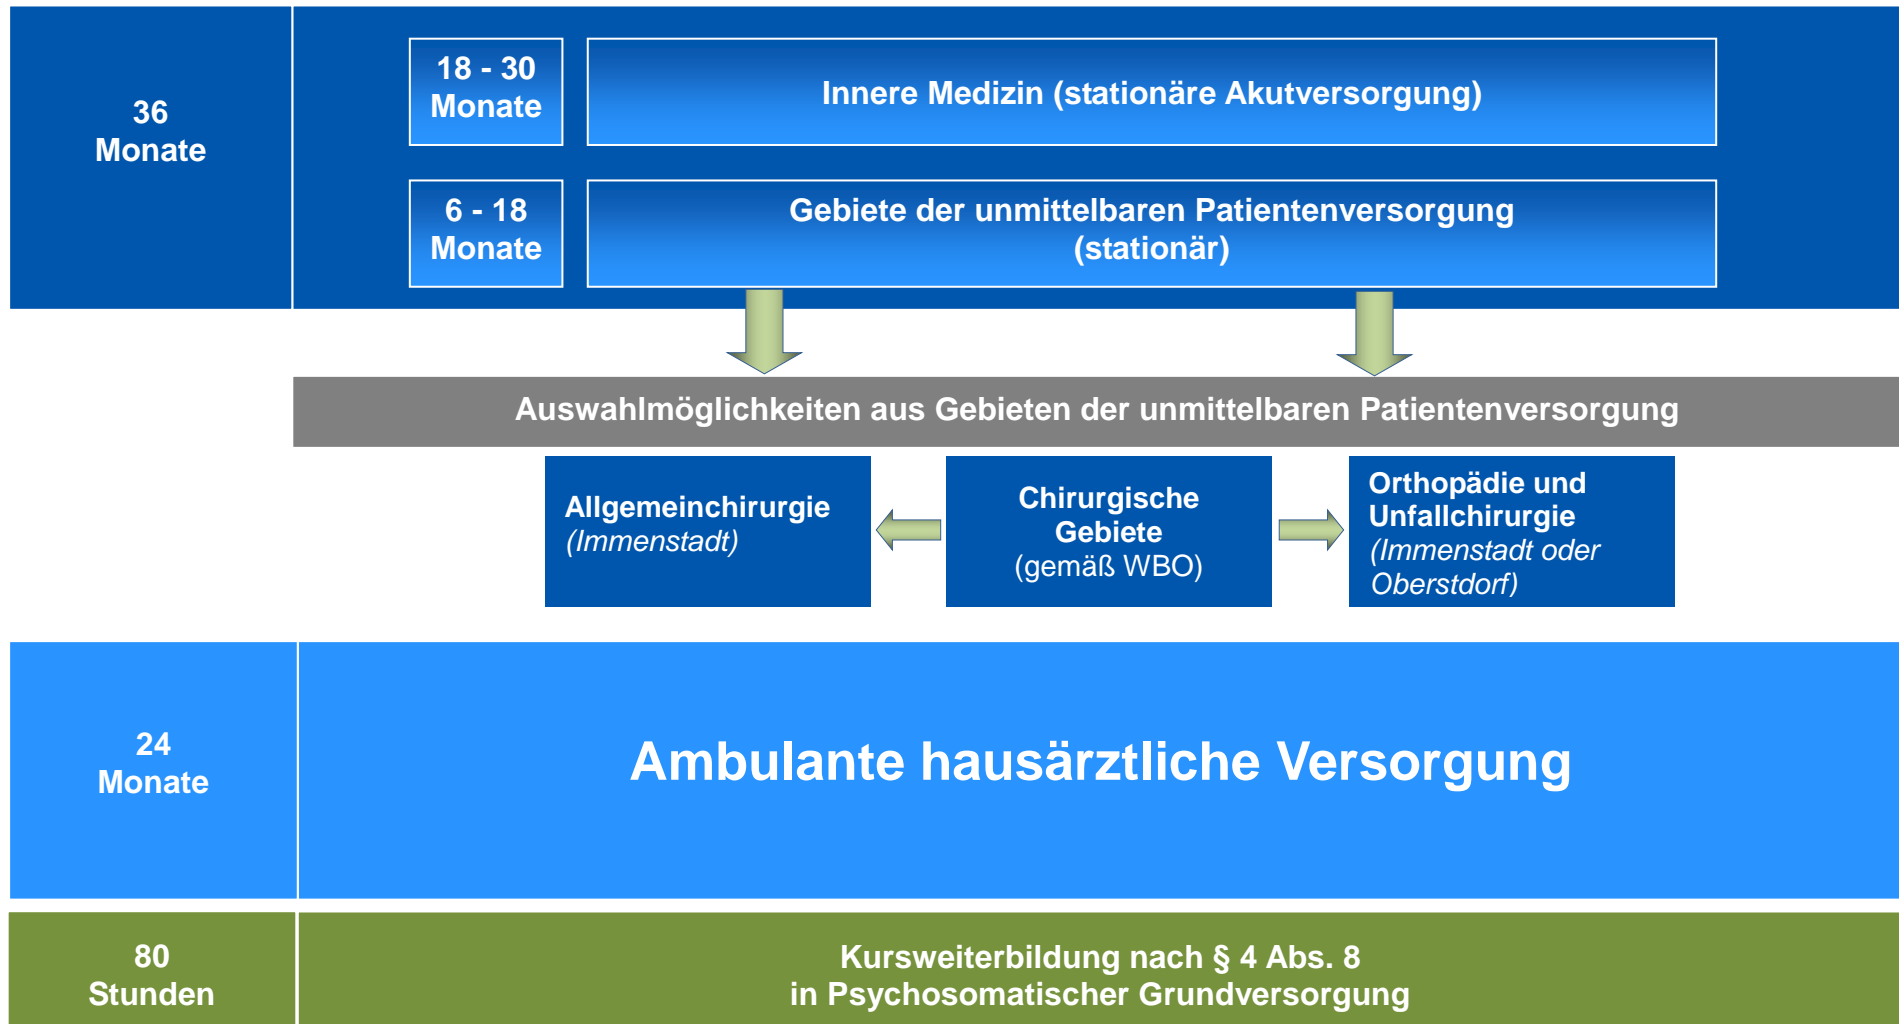 36
Monate
18 - 30
Monate
Innere Medizin (stationäre Akutversorgung)
6 - 18
Monate
Gebiete der unmittelbaren Patientenversorgung
(stationär)
Auswahlmöglichkeiten aus Gebieten der unmittelbaren Patientenversorgung
Allgemeinchirurgie
(Immenstadt)
Chirurgische
Gebiete
(gemäß WBO)
Orthopädie und
Unfallchirurgie
(Immenstadt oder
Oberstdorf)
24
Monate
Ambulante hausärztliche Versorgung
80
Stunden
Kursweiterbildung nach § 4 Abs. 8
in Psychosomatischer Grundversorgung